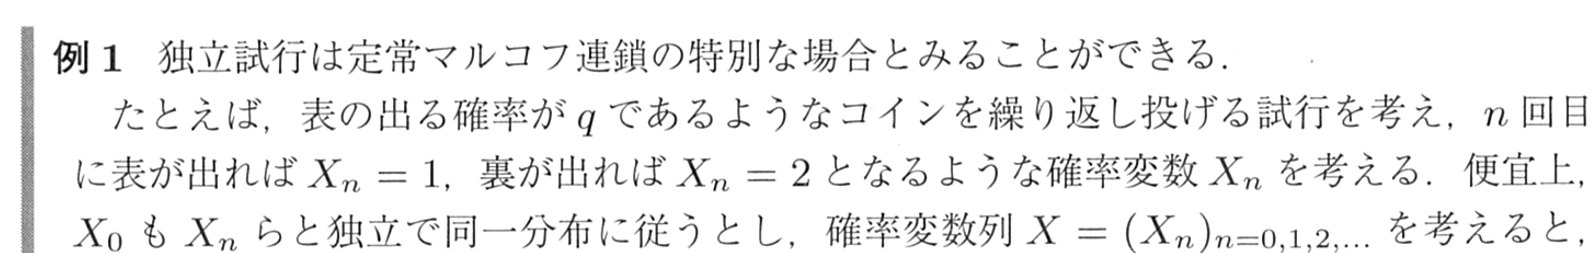 例1 独立試行は定常マルコフ連鎖の特別な場合とみることができる.
たとえば，表の出る確率が q であるようなコインを繰り返し投げる試行を考え，n 回目
に表が出れば Xₙ = 1，裏が出れば Xₙ = 2 となるような確率変数 Xₙ を考える．便宜上，
X₀ も Xₙ らと独立で同一分布に従うとし，確率変数列 X = (Xₙ)ₙ₌₀,₁,₂,... を考えると，